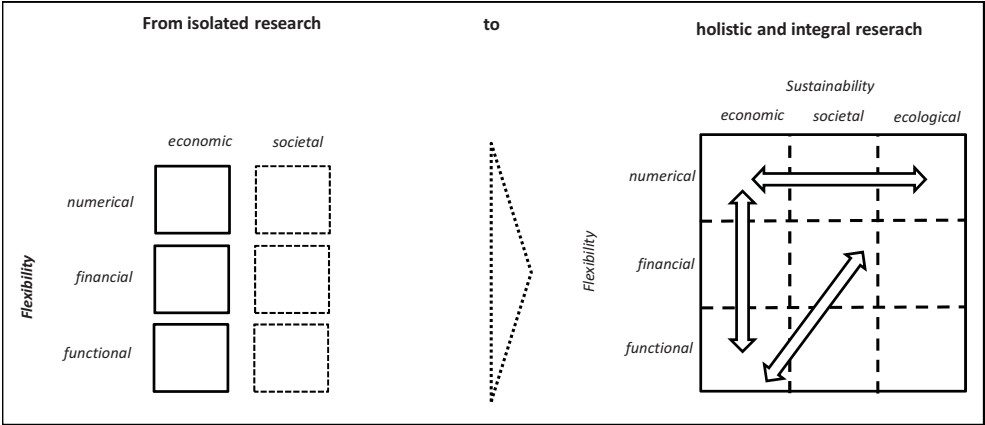 From isolated research to holistic and integral reserach
economic societal
numerical
financial
functional
Flexibility
Sustainability
economic societal ecological
numerical
financial
functional
Flexibility